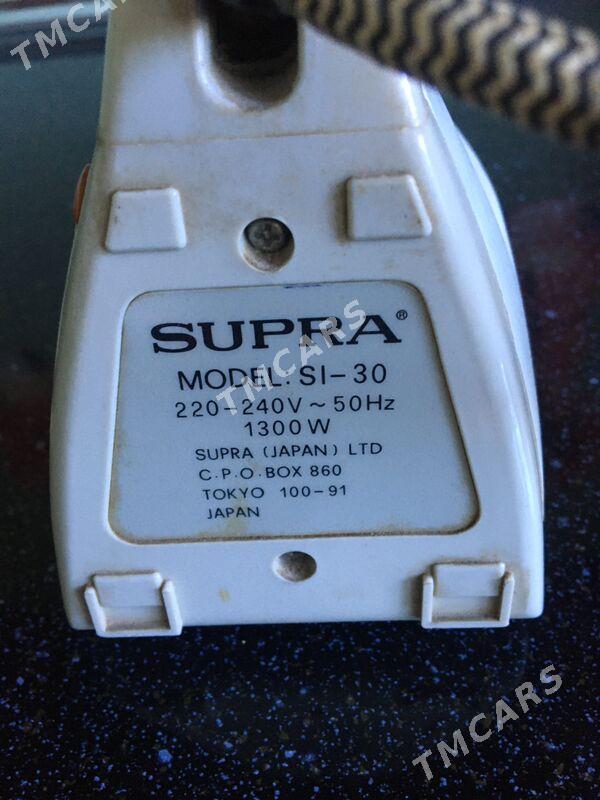 TMCARS
SUPRA®
TMCARS
MODEL. SI-30
220-240V ~ 50Hz
1300W
SUPRA (JAPAN) LTD
C.P.O. BOX 860
TOKYO 100-91
JAPAN
TMCARS